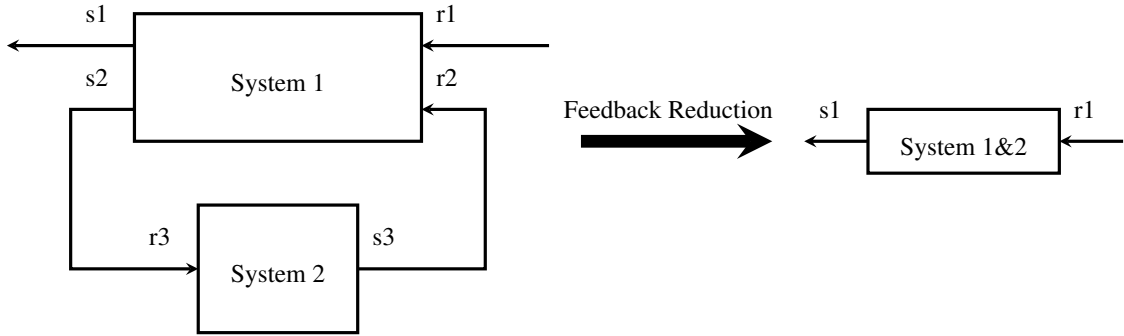 s1
r1
s2
System 1
r2
Feedback Reduction
s1
r1
System 1&2
r3
s3
System 2